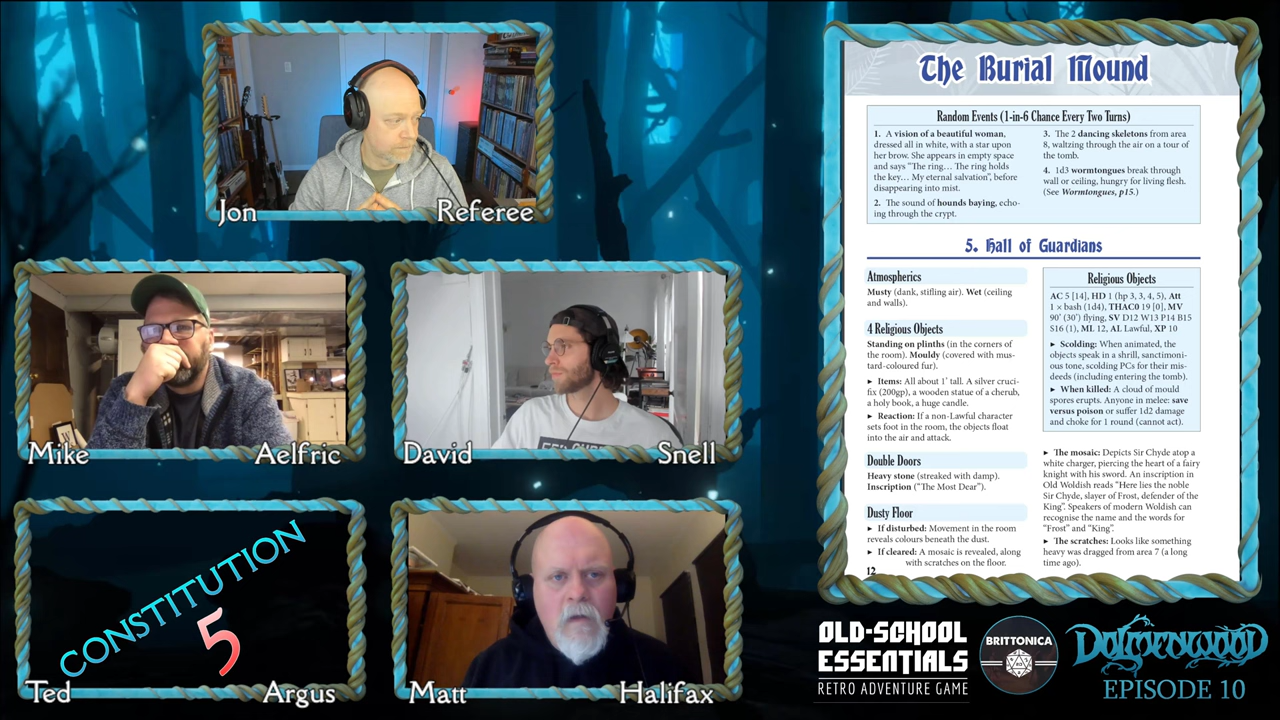 Jon
Referee
Mike
Aelfric
David
Snell
CONSTITUTION
5
Ted
Argus
Matt
Halifax
The Burial Mound
Random Events (1-in-6 Chance Every Two Turns)
1. A vision of a beautiful woman,
dressed all in white, with a star upon
her brow. She appears in empty space
and says “The ring… The ring holds
the key… My eternal salvation”, before
disappearing into mist.
2. The sound of hounds baying, echo-
ing through the crypt.
3. The 2 dancing skeletons from area
8, waltzing through the air on a tour of
the tomb.
4. 1d3 wormtongues break through
wall or ceiling, hungry for living flesh.
(See Wormtongues, p15.)
5. Hall of Guardians
Atmospherics
Musty (dank, stifling air). Wet (ceiling
and walls).
4 Religious Objects
Standing on plinths (in the corners of
the room). Mouldy (covered with mus-
tard-coloured fur).
▸ Items: All about 1' tall. A silver cruci-
fix (200gp), a wooden statue of a cherub,
a holy book, a huge candle.
▸ Reaction: If a non-Lawful character
sets foot in the room, the objects float
into the air and attack.
Double Doors
Heavy stone (streaked with damp).
Inscription (“The Most Dear”).
Dusty Floor
▸ If disturbed: Movement in the room
reveals colours beneath the dust.
▸ If cleared: A mosaic is revealed, along
with scratches on the floor.
12
Religious Objects
AC 5 [14], HD 1 (hp 3, 3, 4, 5), Att
1 × bash (1d4), THAC0 19 [0], MV
90' (30') flying, SV D12 W13 P14 B15
S16 (1), ML 12, AL Lawful, XP 10
▸ Scolding: When animated, the
objects speak in a shrill, sanctimoni-
ous tone, scolding PCs for their mis-
deeds (including entering the tomb).
▸ When killed: A cloud of mould
spores erupts. Anyone in melee: save
versus poison or suffer 1d2 damage
and choke for 1 round (cannot act).
▸ The mosaic: Depicts Sir Chyde atop a
white charger, piercing the heart of a fairy
knight with his sword. An inscription in
Old Woldish reads “Here lies the noble
Sir Chyde, slayer of Frost, defender of the
King”. Speakers of modern Woldish can
recognise the name and the words for
“Frost” and “King”.
▸ The scratches: Looks like something
heavy was dragged from area 7 (a long
time ago).
OLD-SCHOOL
ESSENTIALS
RETRO ADVENTURE GAME
BRITTONICA
Dolmenwood
EPISODE 10